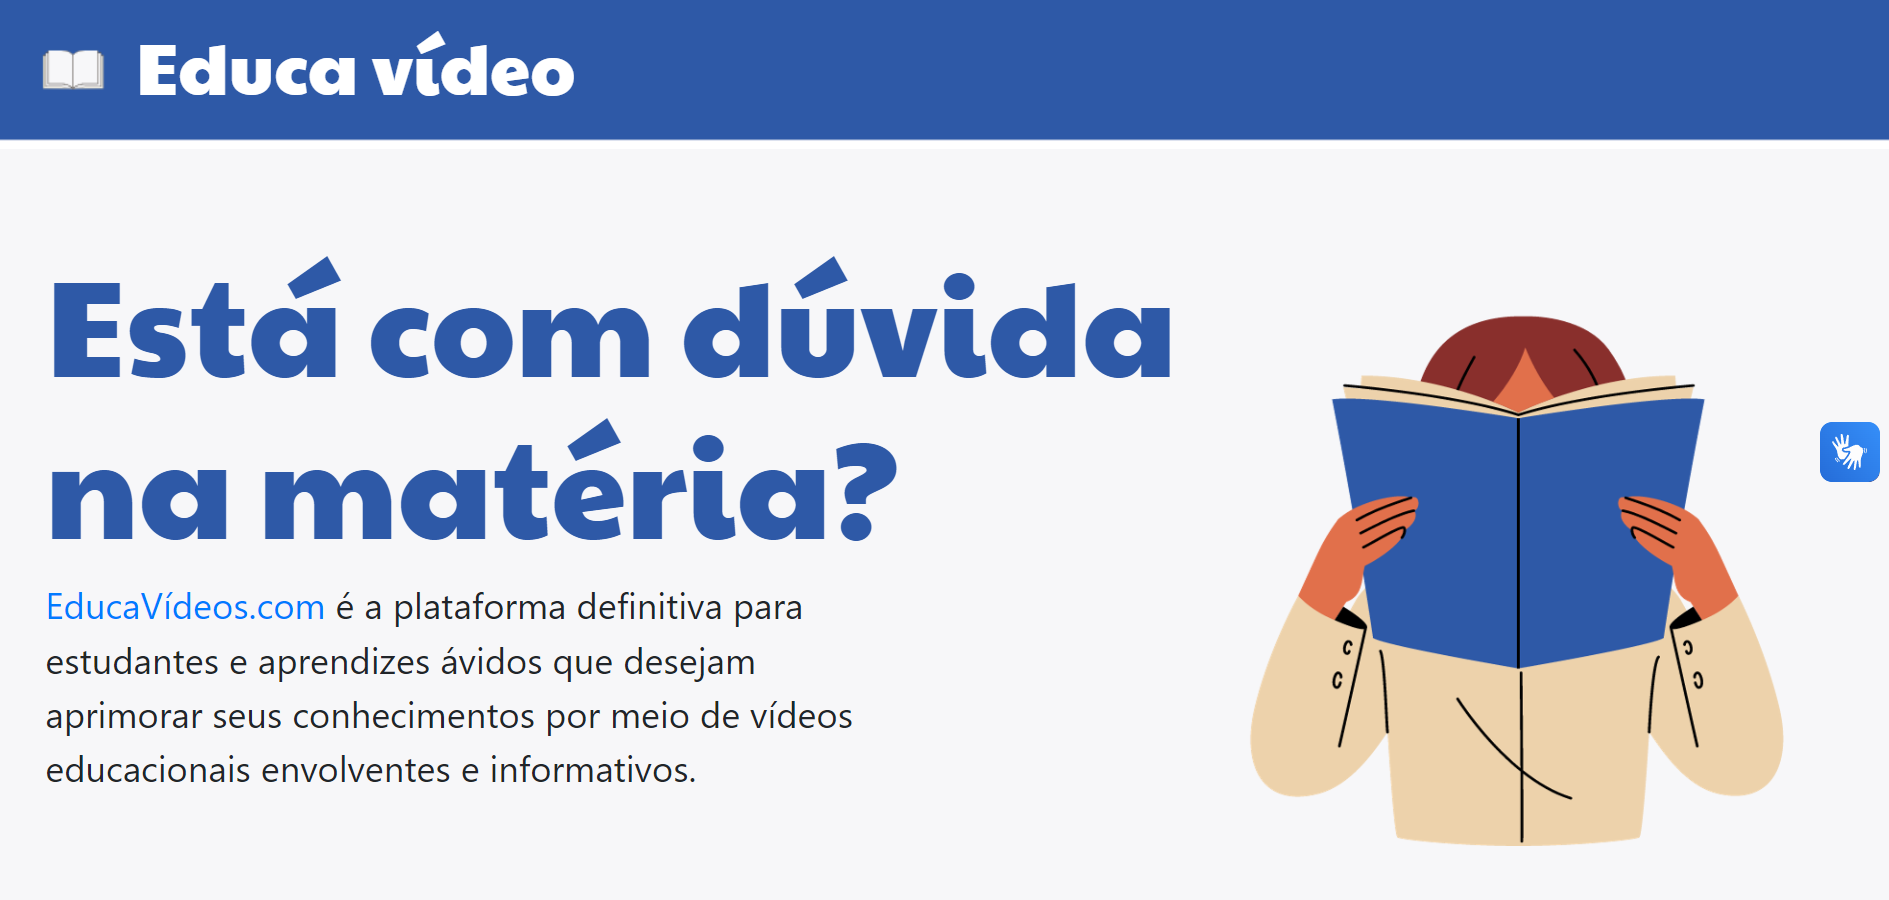 Educa vídeo
Está com dúvida
na matéria?
EducaVídeos.com é a plataforma definitiva para
estudantes e aprendizes ávidos que desejam
aprimorar seus conhecimentos por meio de vídeos
educacionais envolventes e informativos.